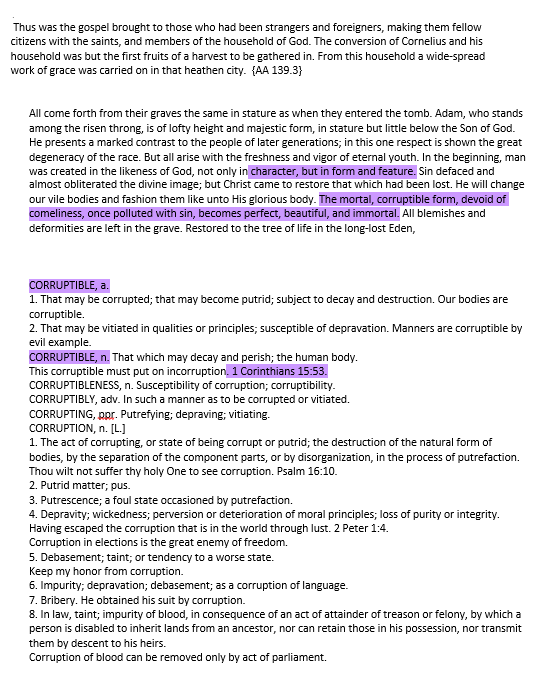 Thus was the gospel brought to those who had been strangers and foreigners, making them fellow
citizens with the saints, and members of the household of God. The conversion of Cornelius and his
household was but the first fruits of a harvest to be gathered in. From this household a wide-spread
work of grace was carried on in that heathen city.  {AA 139.3}
All come forth from their graves the same in stature as when they entered the tomb. Adam, who stands
among the risen throng, is of lofty height and majestic form, in stature but little below the Son of God.
He presents a marked contrast to the people of later generations; in this one respect is shown the great
degeneracy of the race. But all arise with the freshness and vigor of eternal youth. In the beginning, man
was created in the likeness of God, not only in character, but in form and feature. Sin defaced and
almost obliterated the divine image; but Christ came to restore that which had been lost. He will change
our vile bodies and fashion them like unto His glorious body. The mortal, corruptible form, devoid of
comeliness, once polluted with sin, becomes perfect, beautiful, and immortal. All blemishes and
deformities are left in the grave. Restored to the tree of life in the long-lost Eden,
CORRUPTIBLE, a.
1. That may be corrupted; that may become putrid; subject to decay and destruction. Our bodies are
corruptible.
2. That may be vitiated in qualities or principles; susceptible of depravation. Manners are corruptible by
evil example.
CORRUPTIBLE, n. That which may decay and perish; the human body.
This corruptible must put on incorruption. 1 Corinthians 15:53.
CORRUPTIBLENESS, n. Susceptibility of corruption; corruptibility.
CORRUPTIBLY, adv. In such a manner as to be corrupted or vitiated.
CORRUPTING, ppr. Putrefying; depraving; vitiating.
CORRUPTION, n. [L.]
1. The act of corrupting, or state of being corrupt or putrid; the destruction of the natural form of
bodies, by the separation of the component parts, or by disorganization, in the process of putrefaction.
Thou wilt not suffer thy holy One to see corruption. Psalm 16:10.
2. Putrid matter; pus.
3. Putrescence; a foul state occasioned by putrefaction.
4. Depravity; wickedness; perversion or deterioration of moral principles; loss of purity or integrity.
Having escaped the corruption that is in the world through lust. 2 Peter 1:4.
Corruption in elections is the great enemy of freedom.
5. Debasement; taint; or tendency to a worse state.
Keep my honor from corruption.
6. Impurity; depravation; debasement; as a corruption of language.
7. Bribery. He obtained his suit by corruption.
8. In law, taint; impurity of blood, in consequence of an act of attainder of treason or felony, by which a
person is disabled to inherit lands from an ancestor, nor can retain those in his possession, nor transmit
them by descent to his heirs.
Corruption of blood can be removed only by act of parliament.